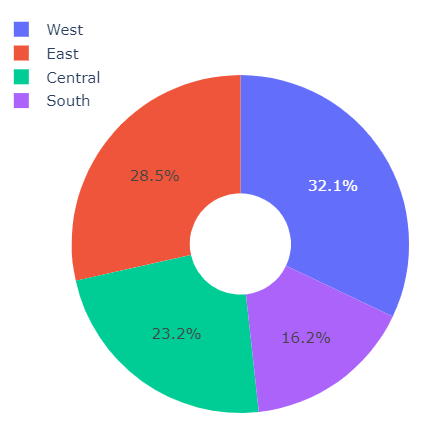 West
East
Central
South
28.5%
32.1%
23.2%
16.2%